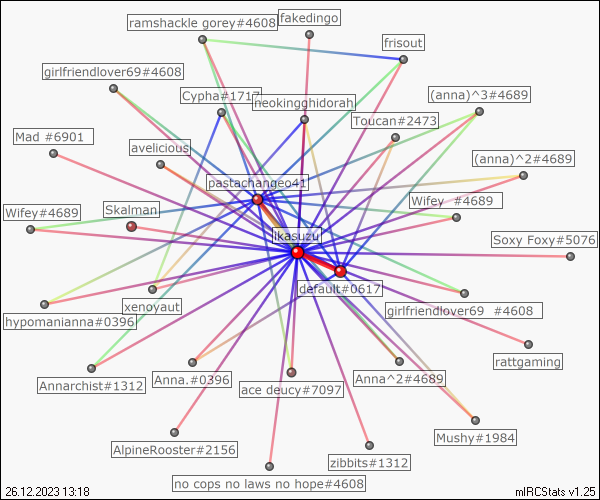 fakedingo
ramshackle gorey#4608
frisout
girlfriendlover69#4608
Cypha#1717
neokingghidorah
(anna)^3#4689
Toucan#2473
Mad #6901
avelicious
(anna)^2#4689
pastachangeo41
Wifey#4689
Skalman
Wifey #4689
ikasuzu
Soxy Foxy#5076
default#0617
hypomanianna#0396
xenoyaut
girlfriendlover69 #4608
rattgaming
Annarchist#1312
Anna.#0396
ace deucy#7097
Anna^2#4689
AlpineRooster#2156
Mushy#1984
zibbits#1312
no cops no laws no hope#4608
26.12.2023 13:18
mIRCStats v1.25